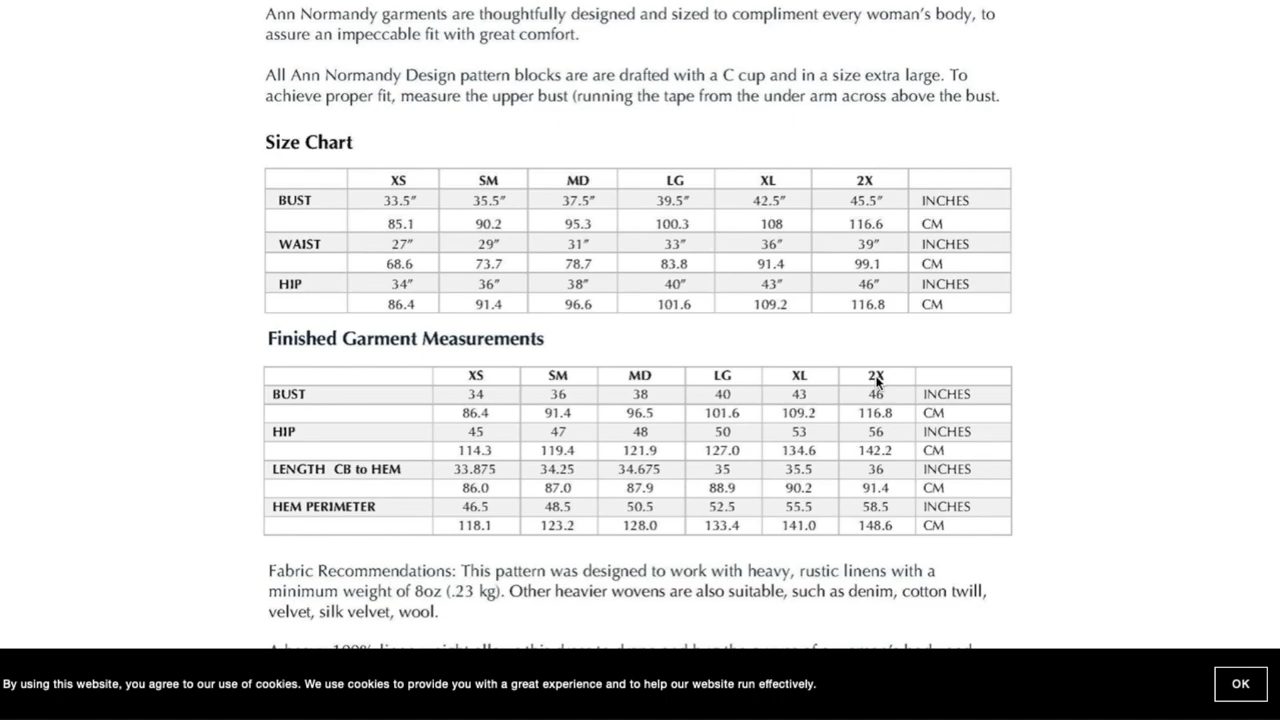 Ann Normandy garments are thoughtfully designed and sized to compliment every woman's body, to
assure an impeccable fit with great comfort.
All Ann Normandy Design pattern blocks are are drafted with a C cup and in a size extra large. To
achieve proper fit, measure the upper bust (running the tape from the under arm across above the bust.
Size Chart
XS SM MD LG XL 2X
BUST 33.5" 35.5" 37.5" 39.5" 42.5" 45.5" INCHES
85.1 90.2 95.3 100.3 108 116.6 CM
WAIST 27" 29" 31" 33" 36" 39" INCHES
68.6 73.7 78.7 83.8 91.4 99.1 CM
HIP 34" 36" 38" 40" 43" 46" INCHES
86.4 91.4 96.6 101.6 109.2 116.8 CM
Finished Garment Measurements
XS SM MD LG XL 2X
BUST 34 36 38 40 43 46 INCHES
86.4 91.4 96.5 101.6 109.2 116.8 CM
HIP 45 47 48 50 53 56 INCHES
114.3 119.4 121.9 127.0 134.6 142.2 CM
LENGTH CB to HEM 33.875 34.25 34.675 35 35.5 36 INCHES
86.0 87.0 87.9 88.9 90.2 91.4 CM
HEM PERIMETER 46.5 48.5 50.5 52.5 55.5 58.5 INCHES
118.1 123.2 128.0 133.4 141.0 148.6 CM
Fabric Recommendations: This pattern was designed to work with heavy, rustic linens with a
minimum weight of 8oz (.23 kg). Other heavier wovens are also suitable, such as denim, cotton twill,
velvet, silk velvet, wool.
By using this website, you agree to our use of cookies. We use cookies to provide you with a great experience and to help our website run effectively.
OK